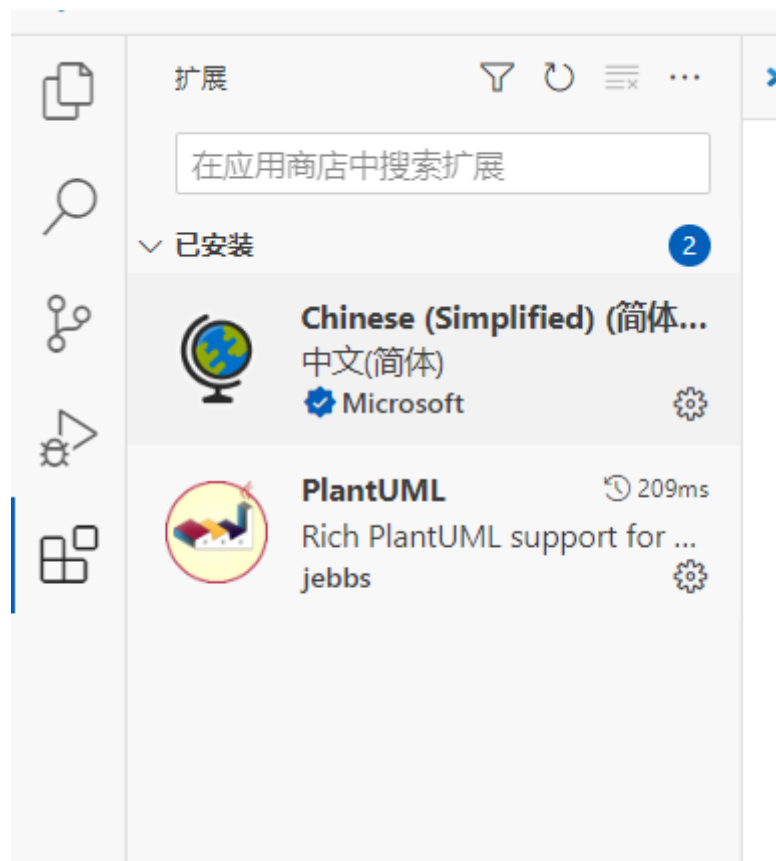 扩展
在应用商店中搜索扩展
已安装
2
Chinese (Simplified) (简体...
中文(简体)
Microsoft
PlantUML 209ms
Rich PlantUML support for ...
jebbs